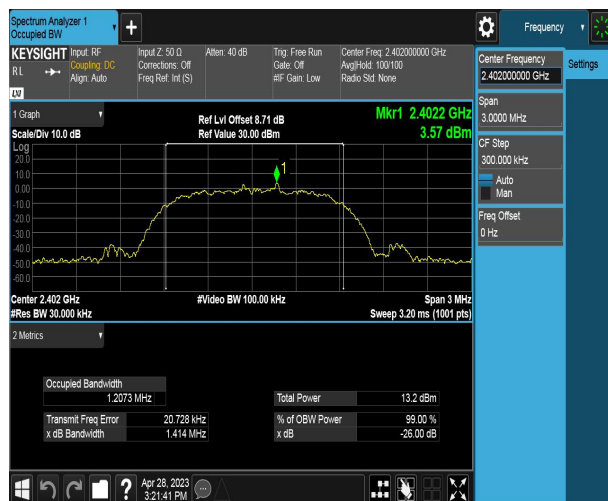 Spectrum Analyzer 1
Occupied BW
Frequency
KEYSIGHT
RL
Input: RF
Coupling: DC
Align: Auto
Input Z: 50 Ω
Corrections: Off
Freq Ref: Int (S)
Atten: 40 dB
Trig: Free Run
Gate: Off
#IF Gain: Low
Center Freq: 2.402000000 GHz
Avg|Hold: 100/100
Radio Std: None
LXI
Center Frequency
2.402000000 GHz
Settings
Span
3.0000 MHz
CF Step
300.000 kHz
Auto
Man
Freq Offset
0 Hz
1 Graph
Scale/Div 10.0 dB
Ref Lvl Offset 8.71 dB
Ref Value 30.00 dBm
Mkr1 2.4022 GHz
3.57 dBm
Log
20.0
10.0
0.00
-10.0
-20.0
-30.0
-40.0
-50.0
-60.0
1
Center 2.402 GHz
#Res BW 30.000 kHz
#Video BW 100.00 kHz
Span 3 MHz
Sweep 3.20 ms (1001 pts)
2 Metrics
Occupied Bandwidth
1.2073 MHz
Total Power 13.2 dBm
Transmit Freq Error 20.728 kHz
% of OBW Power 99.00 %
x dB Bandwidth 1.414 MHz
x dB -26.00 dB
?
Apr 28, 2023
3:21:41 PM